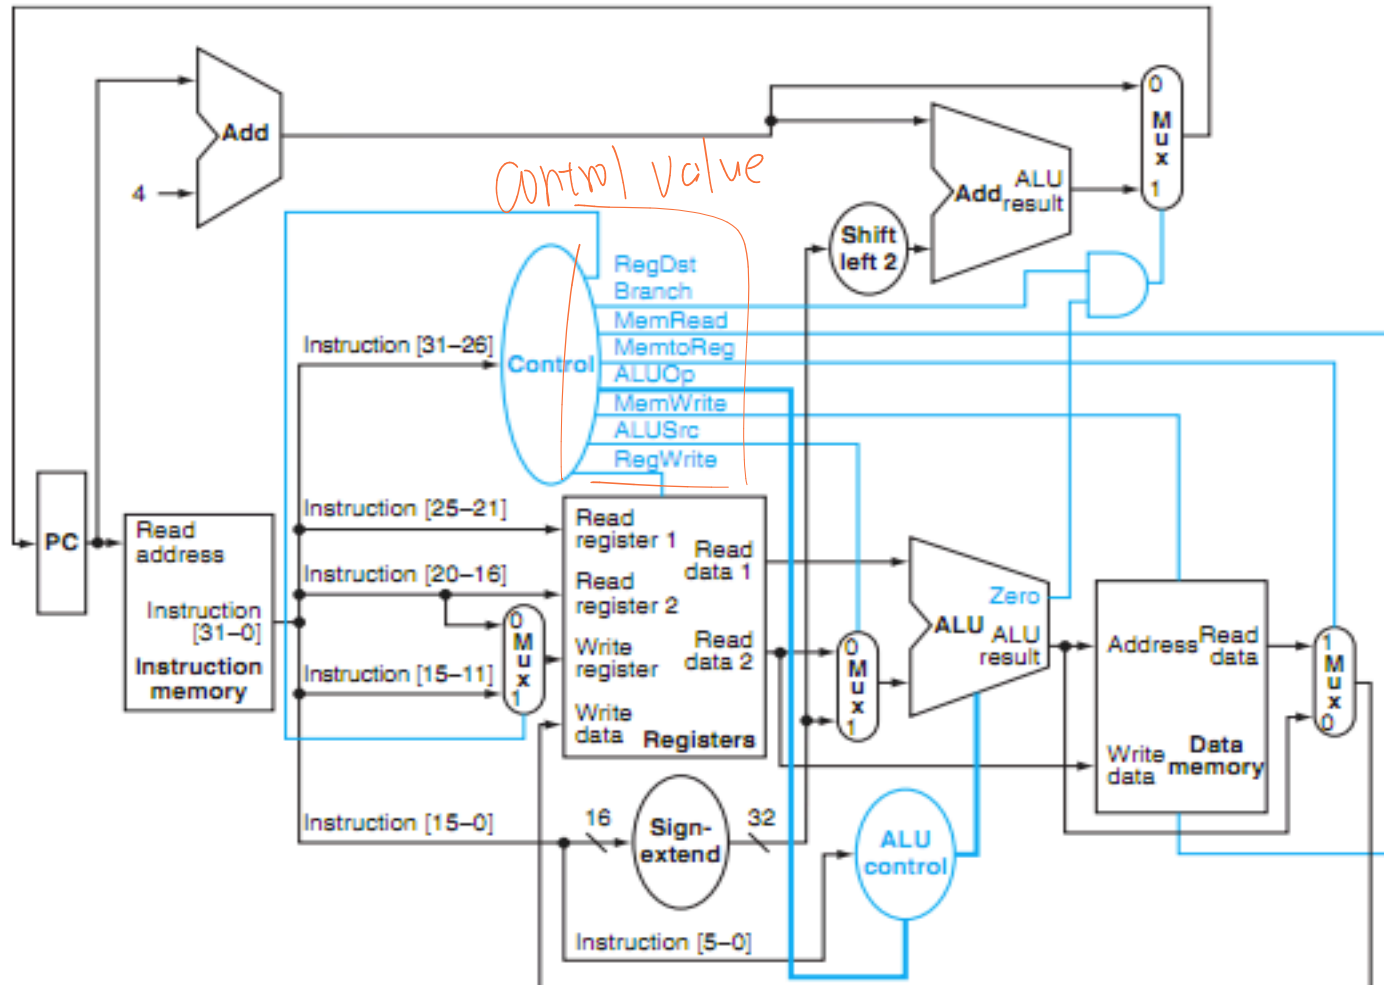 Add
4
Control value
0
Mux
1
Add ALU result
Shift left 2
RegDst
Branch
MemRead
MemtoReg
ALUOp
MemWrite
ALUSrc
RegWrite
Instruction [31–26]
Control
PC
Read address
Instruction [31–0]
Instruction memory
Instruction [25–21]
Instruction [20–16]
Instruction [15–11]
0
Mux
1
Read register 1
Read register 2
Write register
Write data
Read data 1
Read data 2
Registers
0
Mux
1
Zero
ALU
ALU result
Address
Read data
Write data
Data memory
1
Mux
0
Instruction [15–0]
16
Sign-extend
32
ALU control
Instruction [5–0]